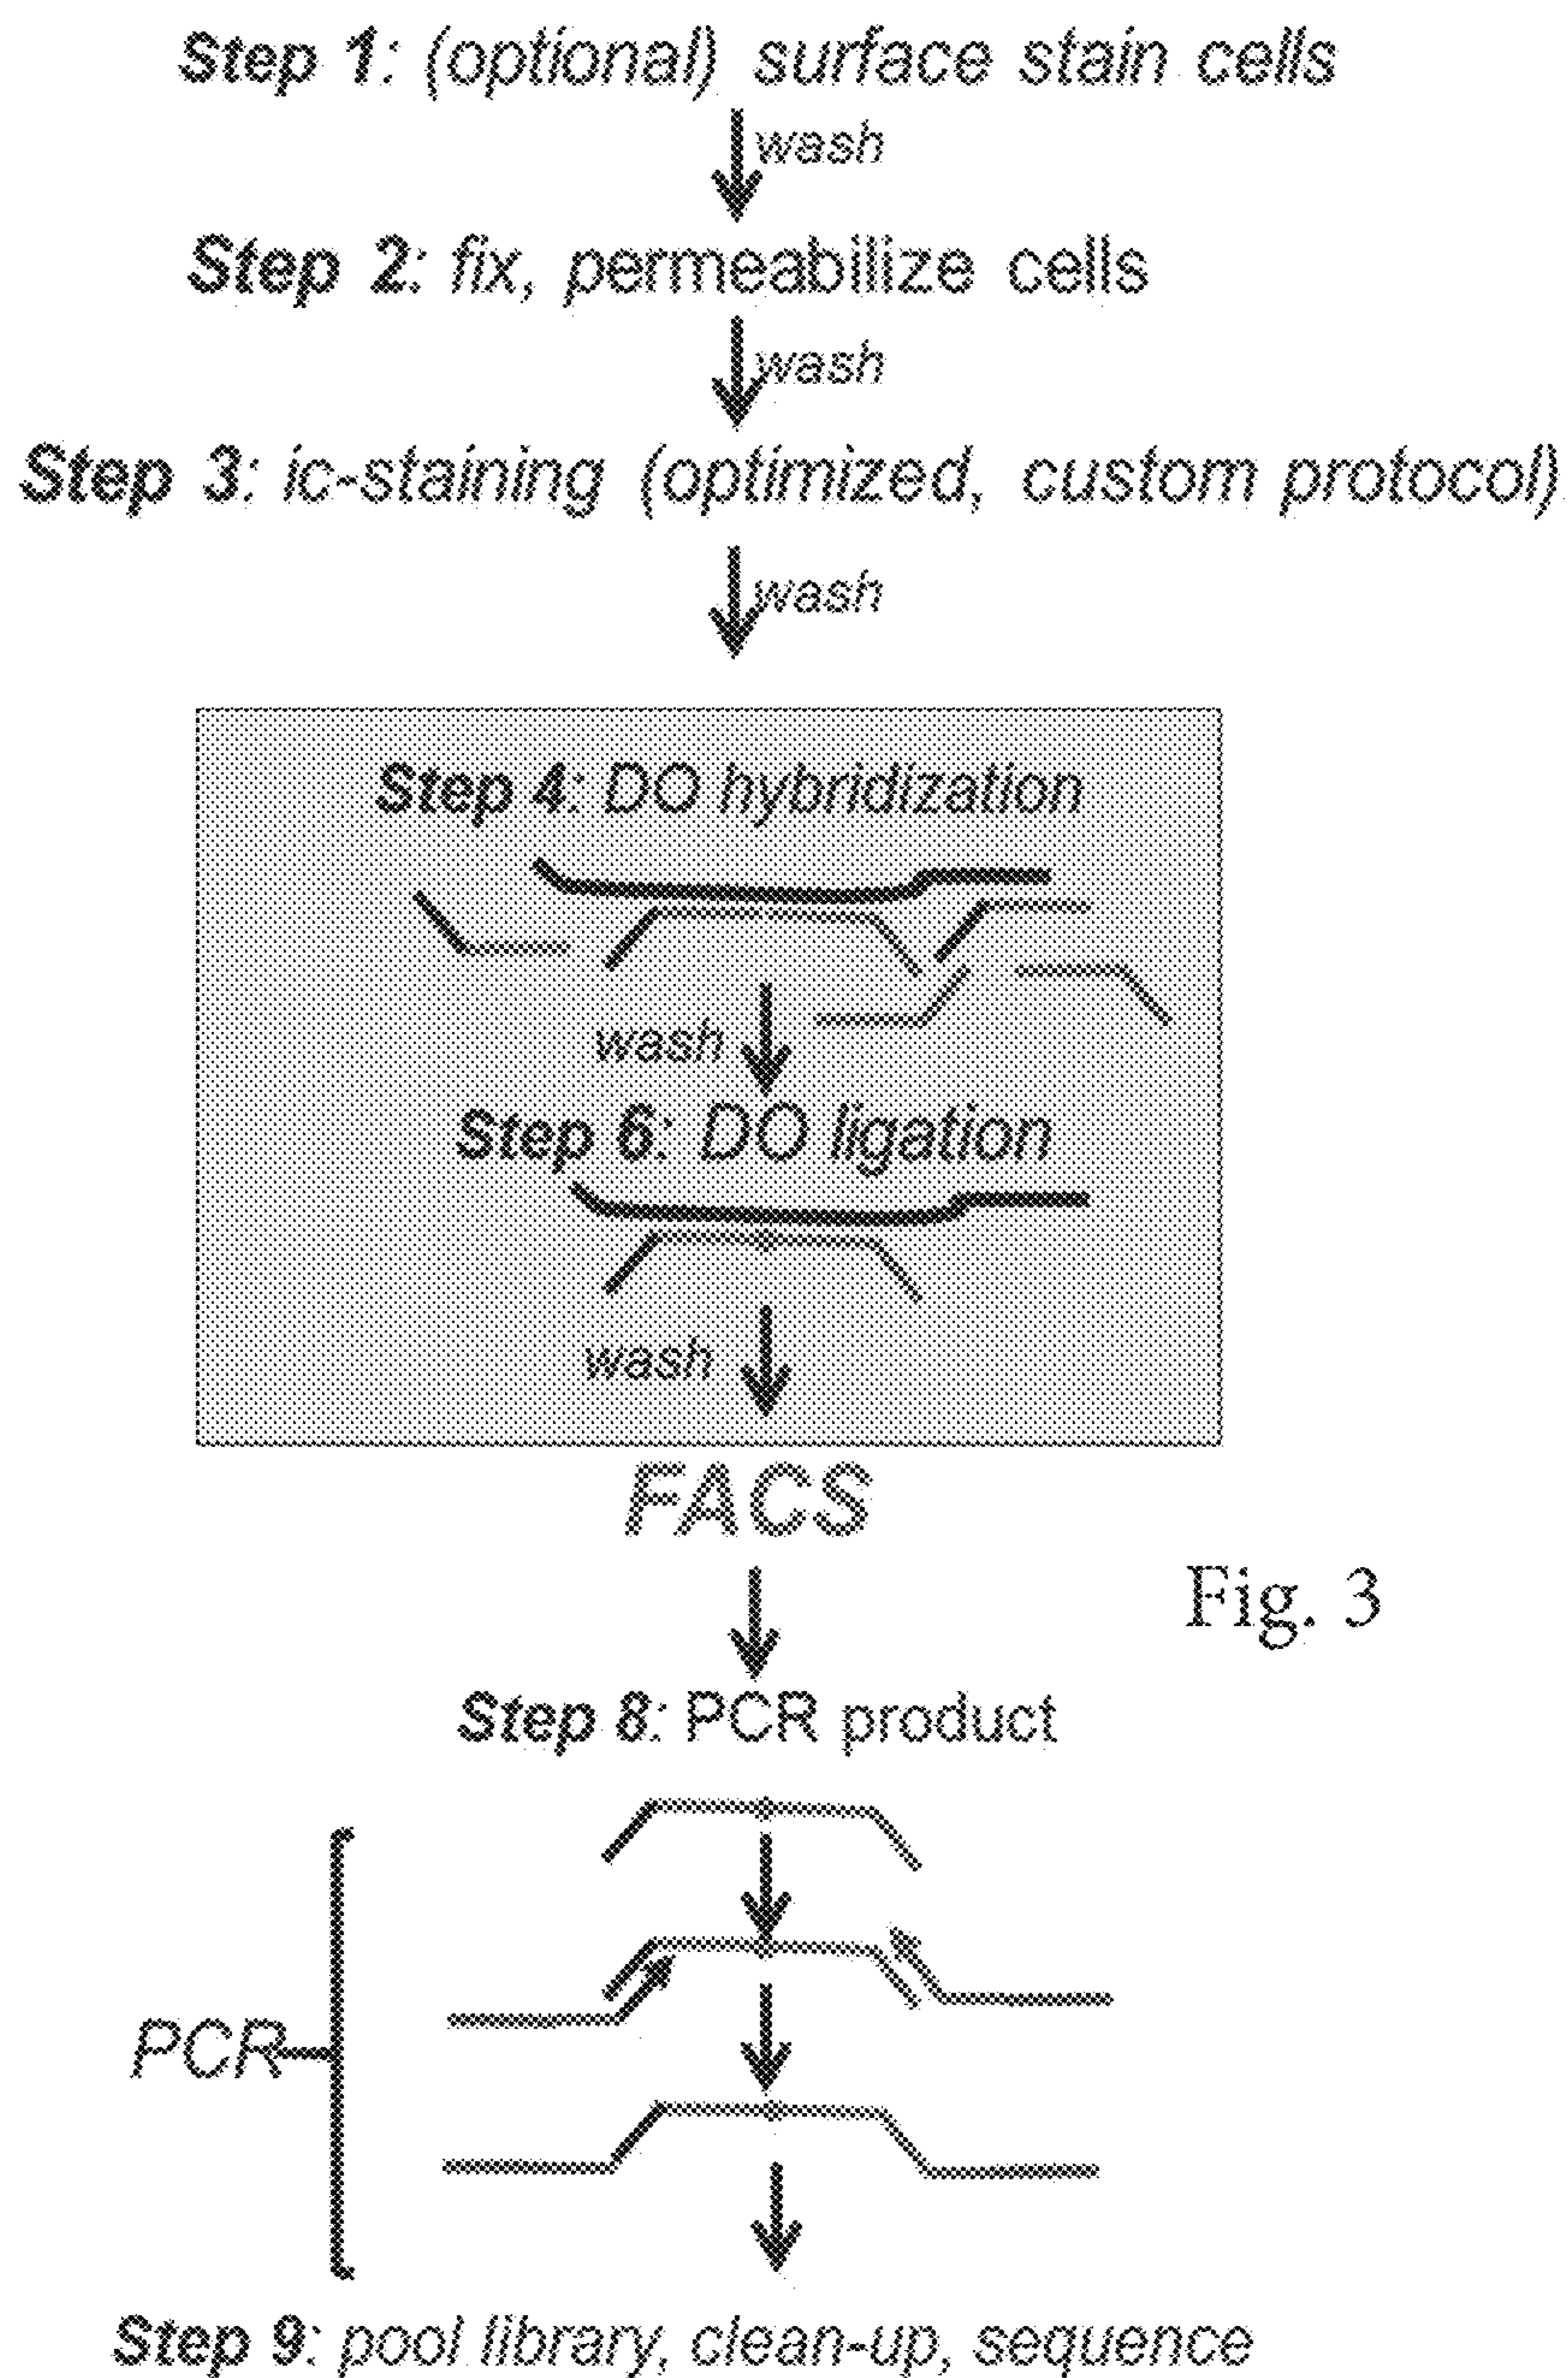 Step 1: (optional) surface stain cells
wash
Step 2: fix, permeabilize cells
wash
Step 3: ic-staining (optimized, custom protocol)
wash
Step 4: DO hybridization
wash
Step 6: DO ligation
wash
FACS
Fig. 3
Step 8: PCR product
PCR
Step 9: pool library, clean-up, sequence